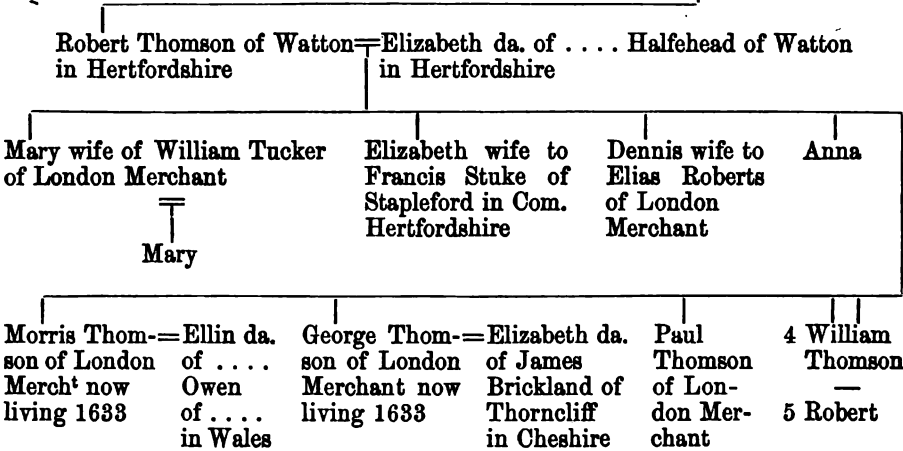 Robert Thomson of Watton=Elizabeth da. of .... Halfehead of Watton
in Hertfordshire in Hertfordshire
Mary wife of William Tucker
of London Merchant
Mary
Elizabeth wife to
Francis Stuke of
Stapleford in Com.
Hertfordshire
Dennis wife to
Elias Roberts
of London
Merchant
Anna
Morris Thom-
son of London
Mercht now
living 1633
=Ellin da.
of ....
Owen
of ....
in Wales
George Thom-
son of London
Merchant now
living 1633
=Elizabeth da.
of James
Brickland of
Thorncliff
in Cheshire
Paul
Thomson
of Lon-
don Mer-
chant
4 William
Thomson
—
5 Robert